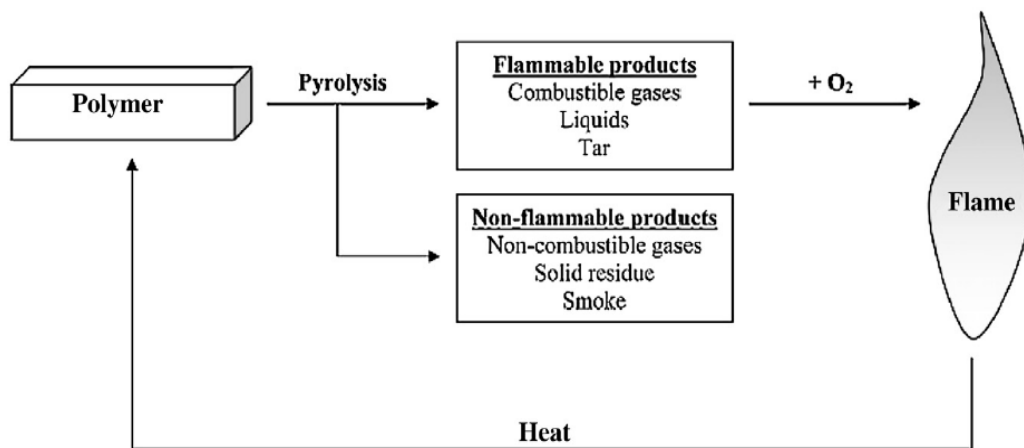 Polymer
Pyrolysis
Flammable products
Combustible gases
Liquids
Tar
+ O₂
Flame
Non-flammable products
Non-combustible gases
Solid residue
Smoke
Heat